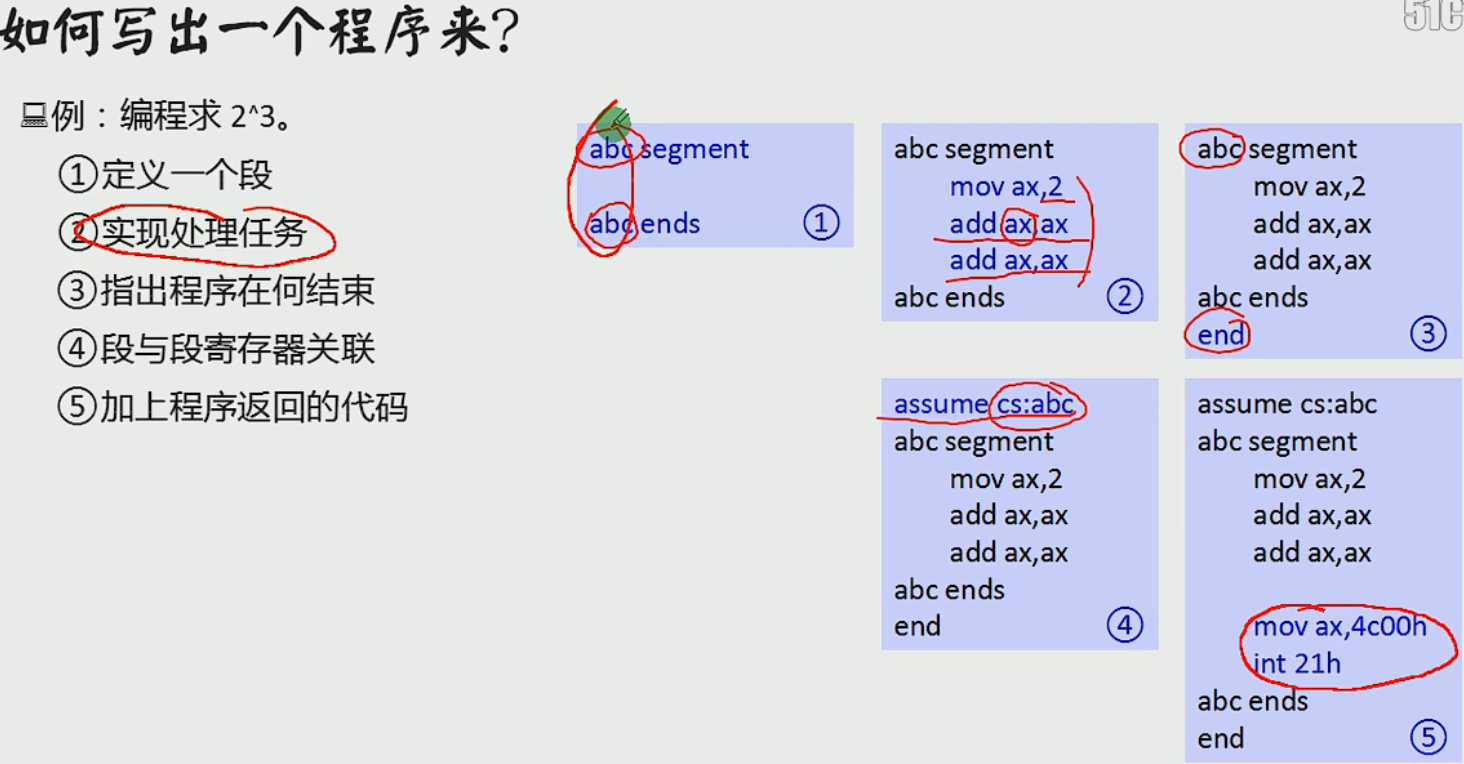 如何写出一个程序来?
51C
例：编程求 2^3。
①定义一个段
②实现处理任务
③指出程序在何结束
④段与段寄存器关联
⑤加上程序返回的代码
abc segment
abc ends
①
abc segment
mov ax,2
add ax,ax
add ax,ax
abc ends
②
abc segment
mov ax,2
add ax,ax
add ax,ax
abc ends
end
③
assume cs:abc
abc segment
mov ax,2
add ax,ax
add ax,ax
abc ends
end
④
assume cs:abc
abc segment
mov ax,2
add ax,ax
add ax,ax
mov ax,4c00h
int 21h
abc ends
end
⑤